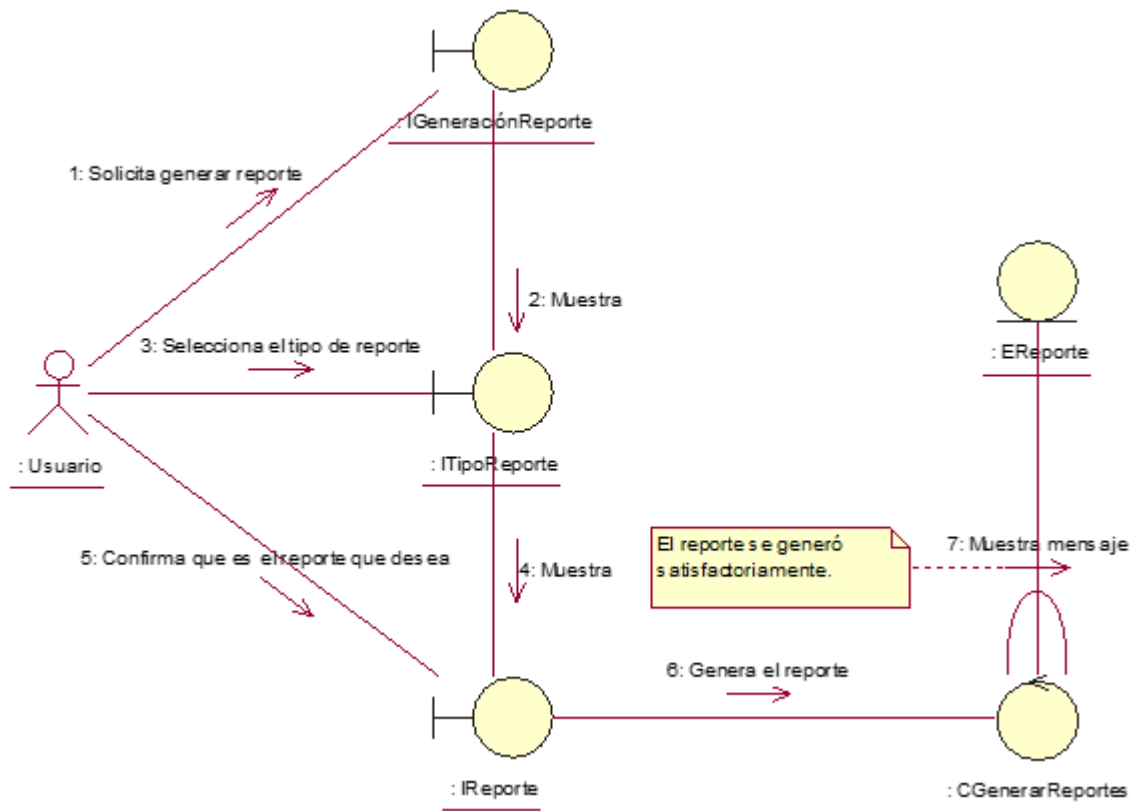 : IGeneraciónReporte
1: Solicita generar reporte
2: Muestra
3: Selecciona el tipo de reporte
: EReporte
: Usuario
: ITipoReporte
5: Confirma que es el reporte que desea
4: Muestra
El reporte se generó
satisfactoriamente.
7: Muestra mensaje
6: Genera el reporte
: IReporte
: CGenerarReportes